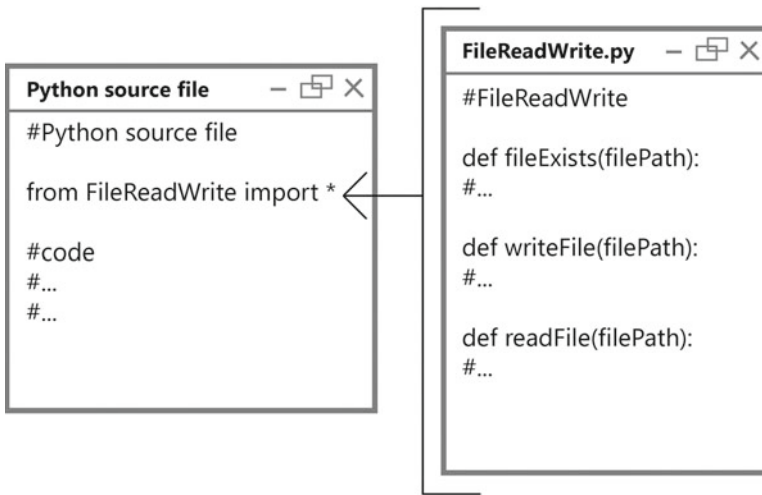 Python source file
#Python source file
from FileReadWrite import *
#code
#...
#...
FileReadWrite.py
#FileReadWrite
def fileExists(filePath):
#...
def writeFile(filePath):
#...
def readFile(filePath):
#...